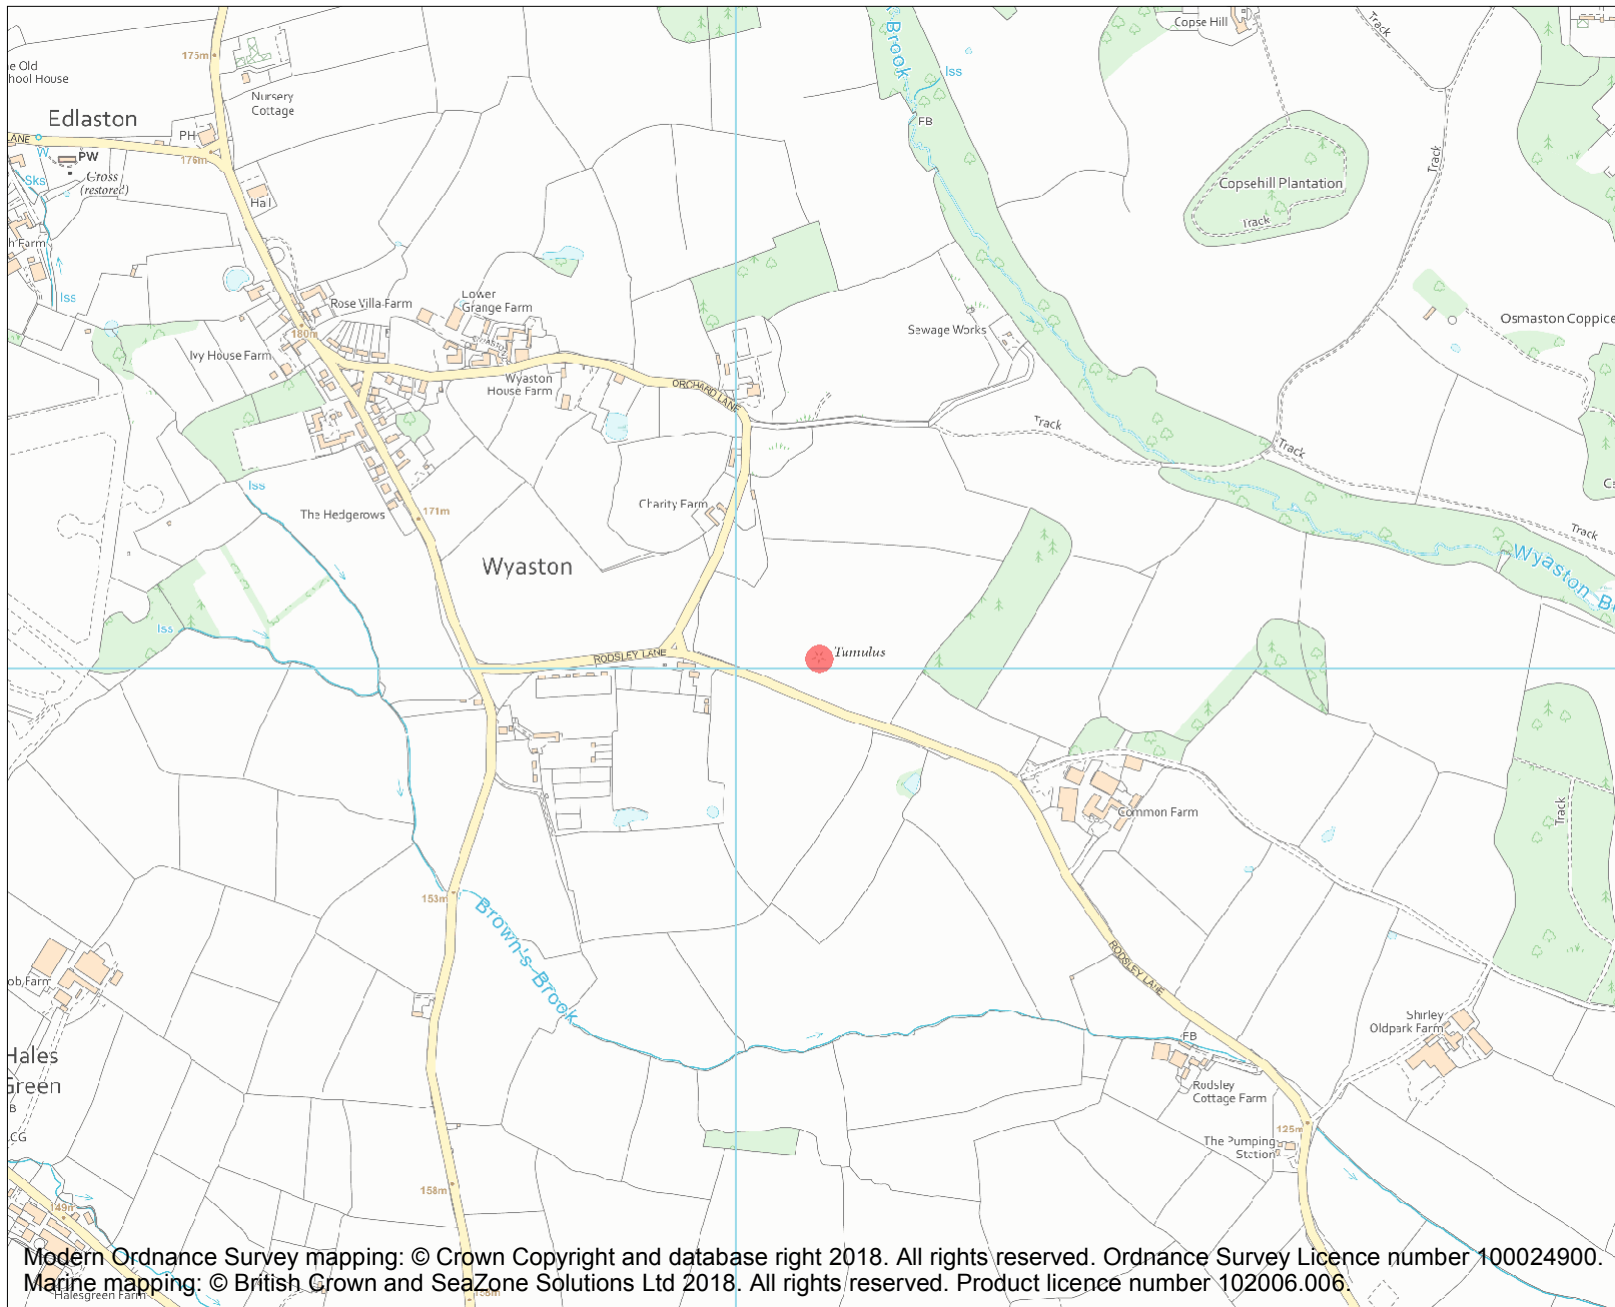 Brook
Iss
FB
Copse Hill
Track
175m
e Old
hool House
Nursery
Cottage
Edlaston
LANE
PH
176m
W
PW
Cross
(restored)
Sks
Hall
h Farm
Iss
Copsehill Plantation
Track
Track
Rose Villa Farm
Lower
Grange Farm
180m
Ivy House Farm
Wyaston
House Farm
ORCHARD LANE
Sewage Works
Osmaston Coppice
Track
Track
Iss
The Hedgerows
171m
Charity Farm
Track
Wyaston
Wyaston B
Iss
RODSLEY LANE
Tumulus
Common Farm
Track
153m
Brown's Brook
RODSLEY LANE
ob Farm
Hales
Green
B
LCG
Shirley
Oldpark Farm
FB
Rodsley
Cottage Farm
125m
The Pumping
Station
158m
149m
Halesgreen Farm
Modern Ordnance Survey mapping: © Crown Copyright and database right 2018. All rights reserved. Ordnance Survey Licence number 100024900.
Marine mapping: © British Crown and SeaZone Solutions Ltd 2018. All rights reserved. Product licence number 102006.006.